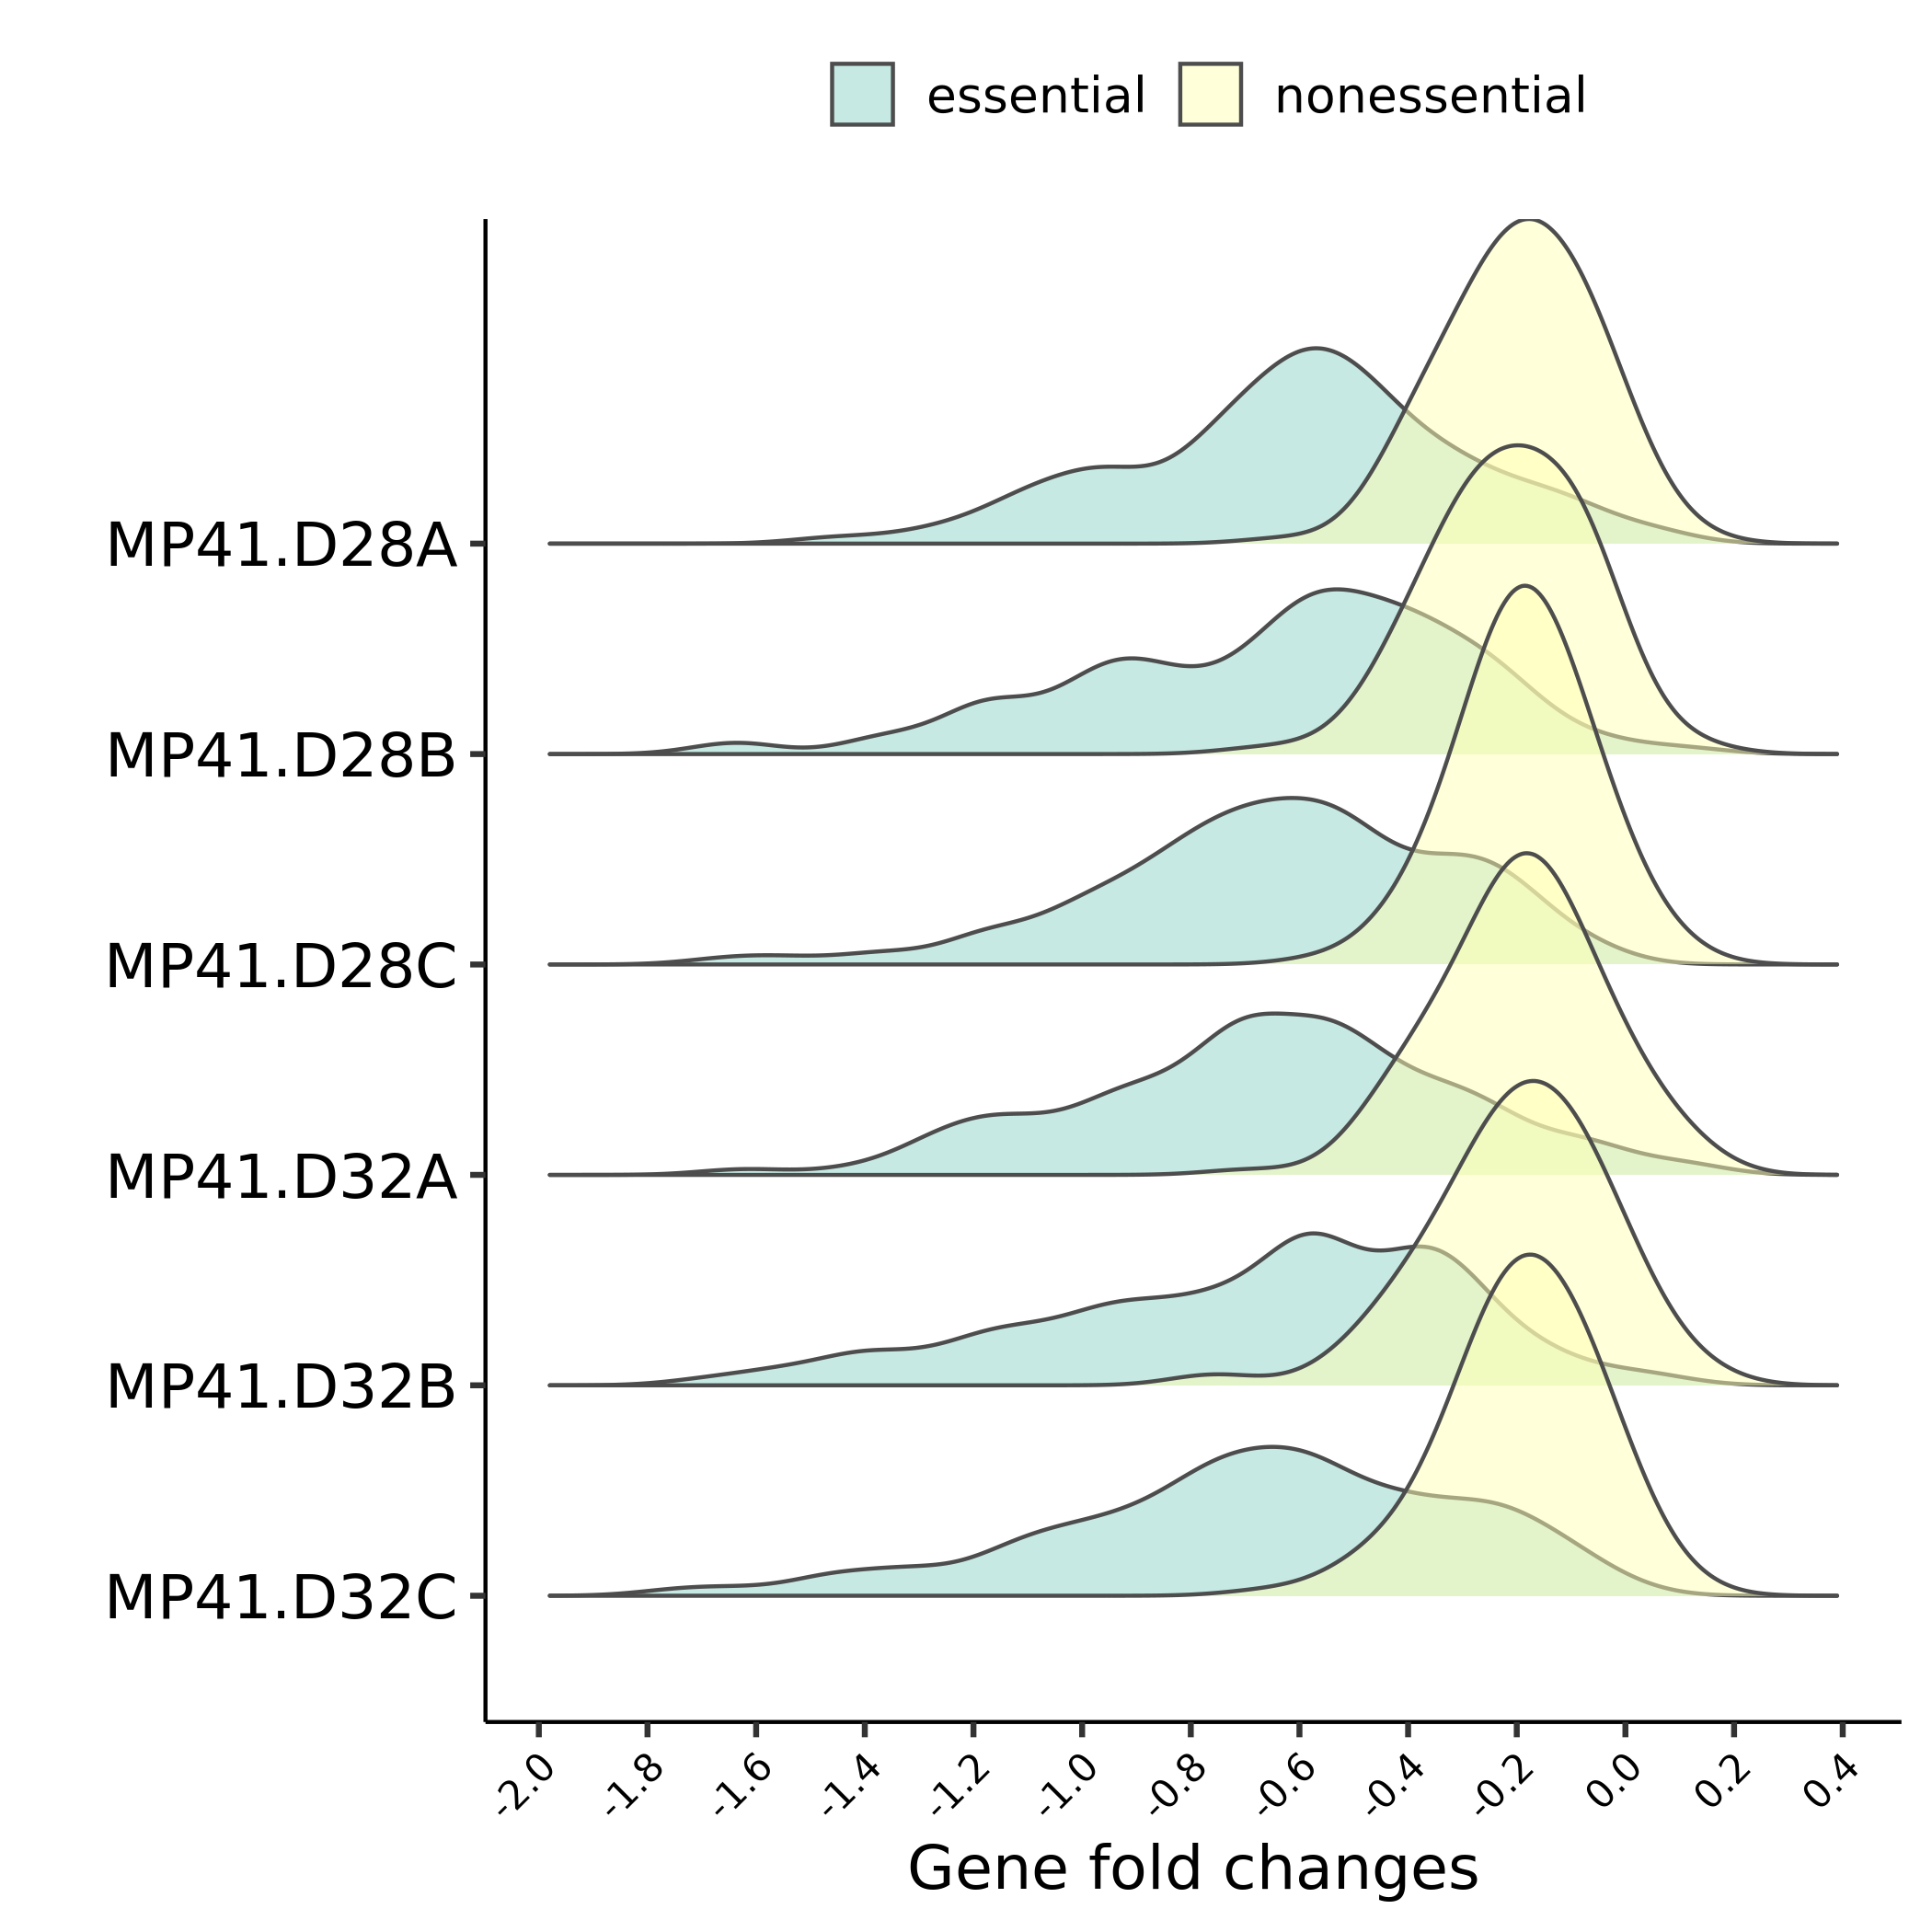 essential nonessential
MP41.D28A
MP41.D28B
MP41.D28C
MP41.D32A
MP41.D32B
MP41.D32C
-2.0 -1.8 -1.6 -1.4 -1.2 -1.0 -0.8 -0.6 -0.4 -0.2 0.0 0.2 0.4
Gene fold changes